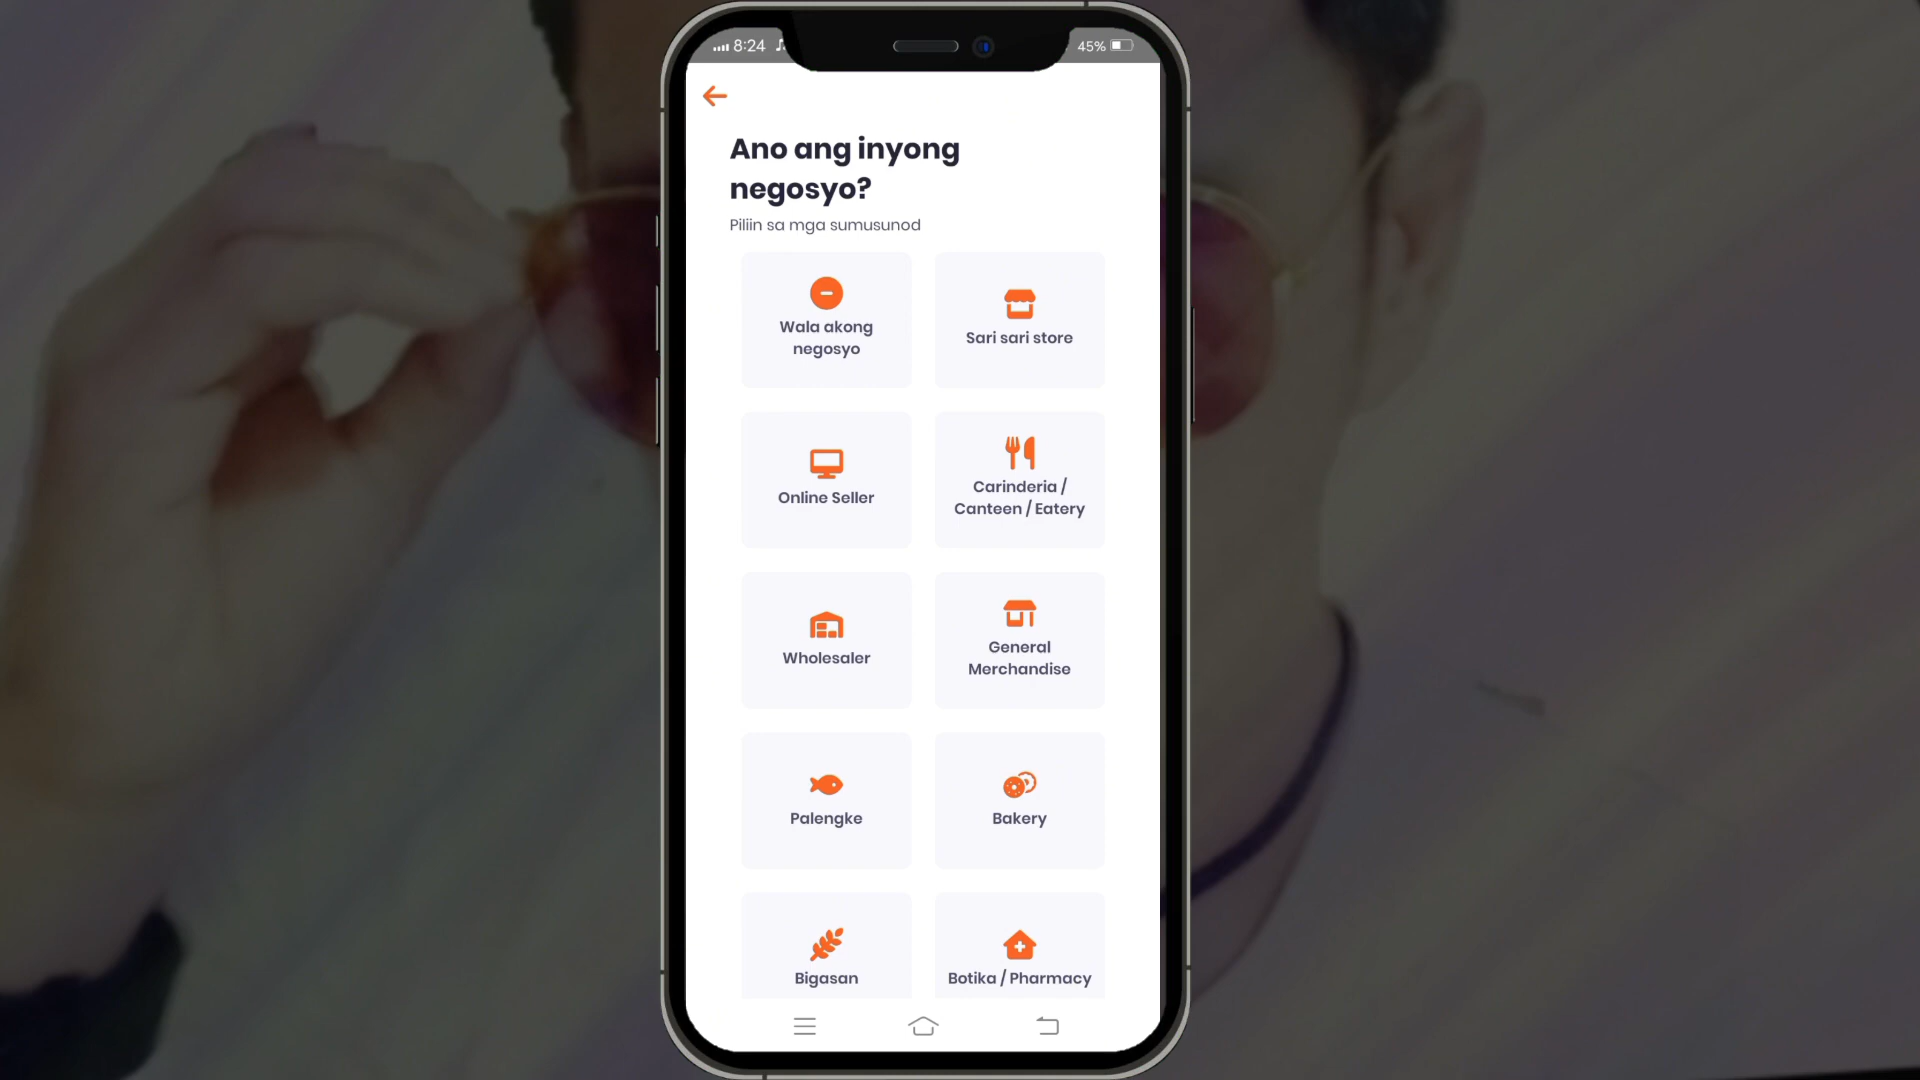 8:24
45%
Ano ang inyong
negosyo?
Piliin sa mga sumusunod
Wala akong
negosyo
Sari sari store
Online Seller
Carinderia /
Canteen / Eatery
Wholesaler
General
Merchandise
Palengke
Bakery
Bigasan
Botika / Pharmacy